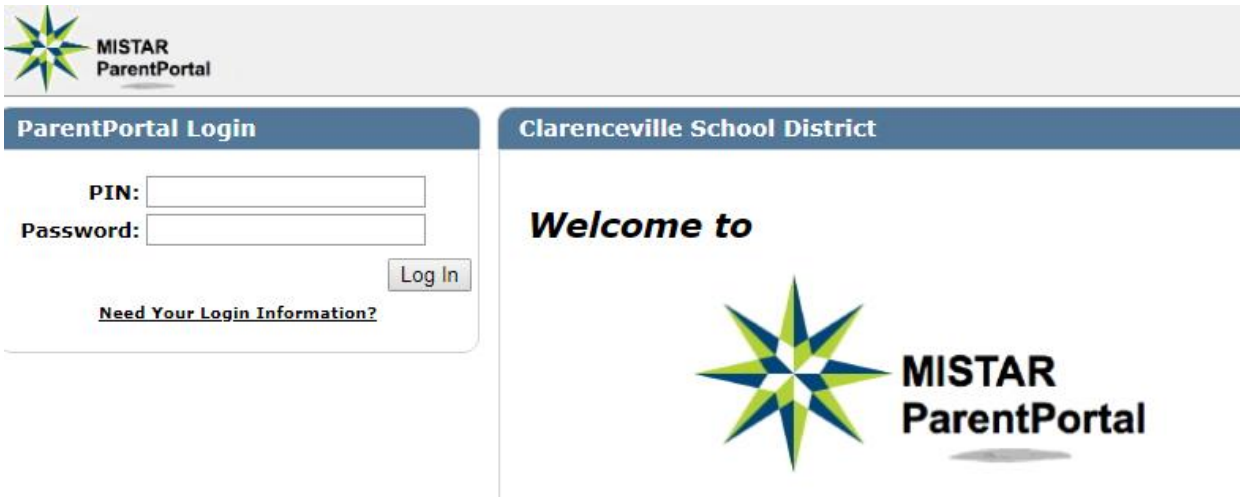 MISTAR
ParentPortal
ParentPortal Login
PIN:
Password:
Log In
Need Your Login Information?
Clarenceville School District
Welcome to
MISTAR
ParentPortal